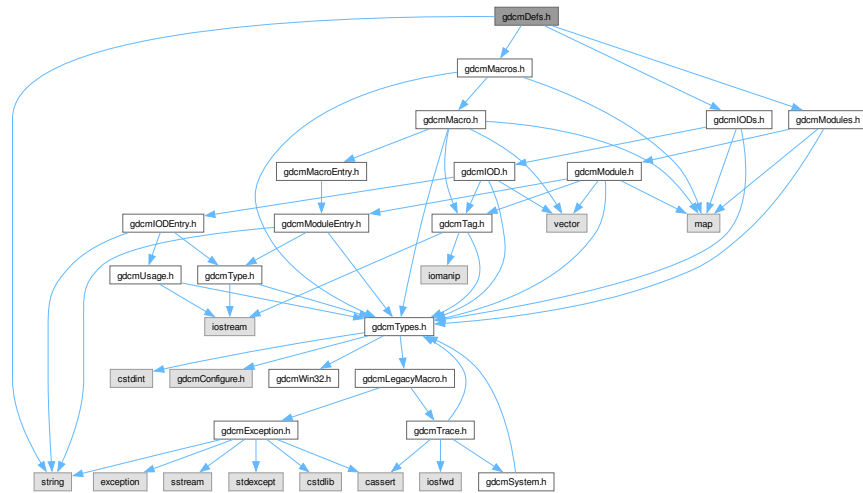 gdcmDefs.h
gdcmMacros.h
gdcmMacro.h
gdcmIODs.h
gdcmModules.h
gdcmMacroEntry.h
gdcmIOD.h
gdcmModule.h
gdcmIODEntry.h
gdcmModuleEntry.h
gdcmTag.h
vector
map
gdcmUsage.h
gdcmType.h
iomanip
iostream
gdcmTypes.h
cstdint
gdcmConfigure.h
gdcmWin32.h
gdcmLegacyMacro.h
gdcmException.h
gdcmTrace.h
string
exception
sstream
stdexcept
cstdlib
cassert
iosfwd
gdcmSystem.h